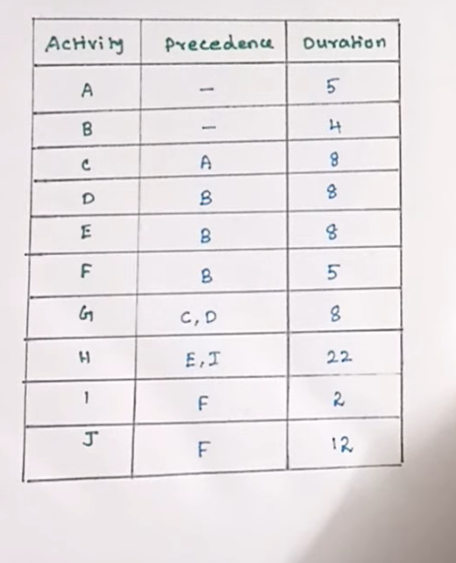 Activity Precedence Duration
A - 5
B - 4
C A 8
D B 8
E B 8
F B 5
G C, D 8
H E, I 22
I F 2
J F 12